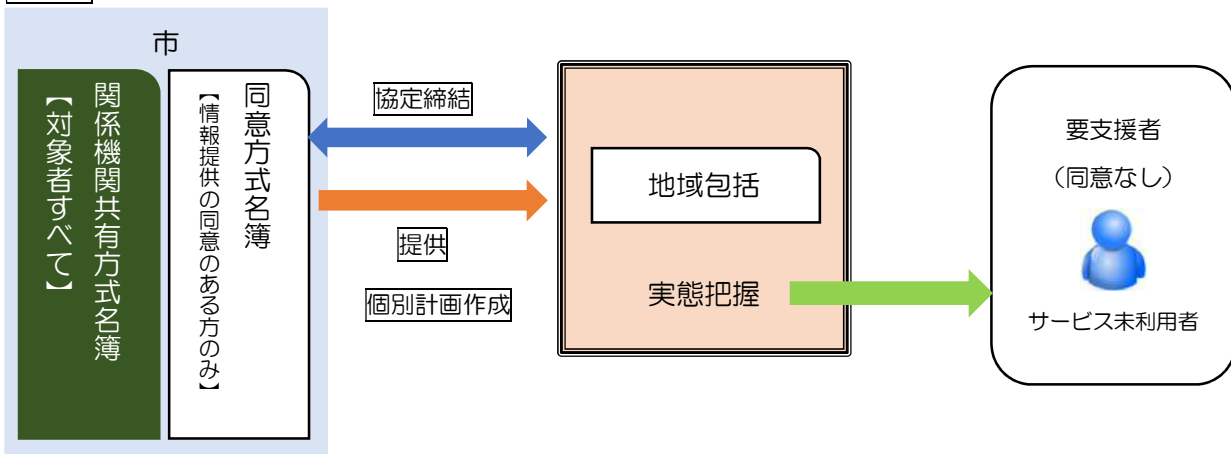 市
関係機関共有方式名簿
【対象者すべて】
同意方式名簿
【情報提供の同意のある方のみ】
協定締結
提供
個別計画作成
地域包括
実態把握
要支援者
（同意なし）
サービス未利用者